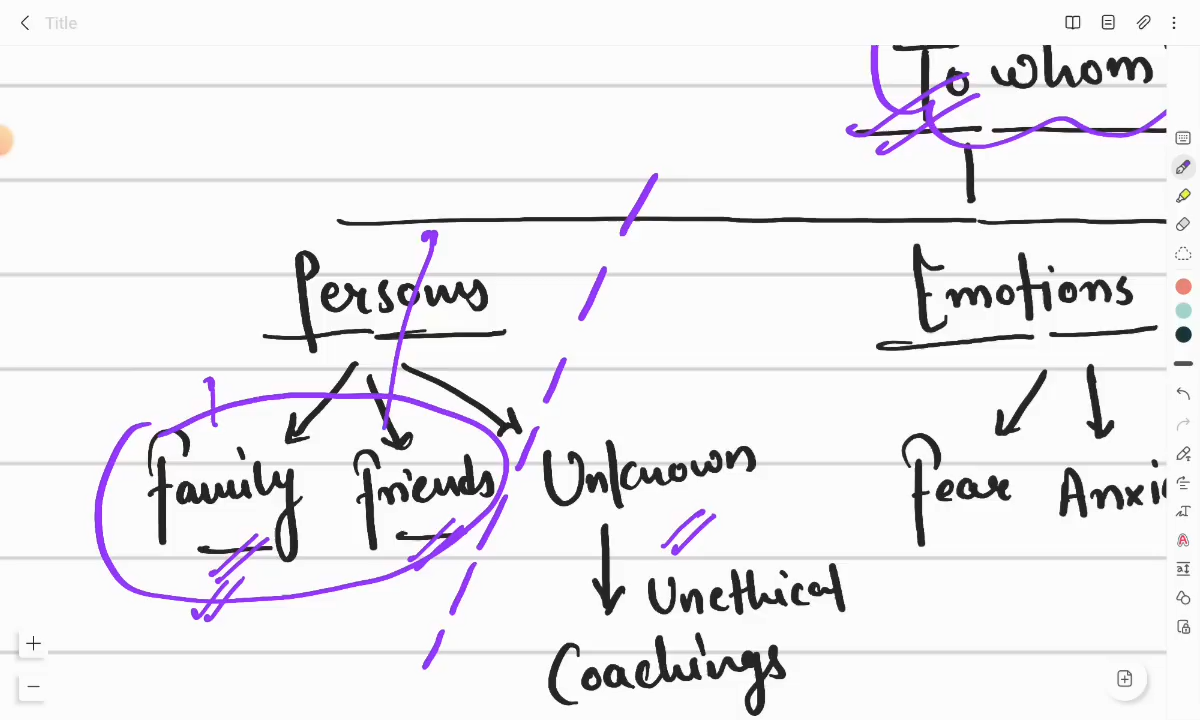 Title
To whom
Persons Emotions
Family Friends Unknown Fear
Unethical
Coachings